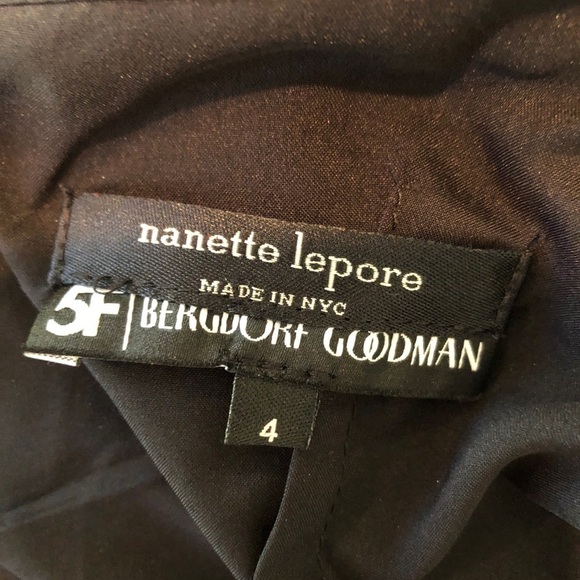 nanette lepore
MADE IN NYC
5F BERGDORF GOODMAN
4